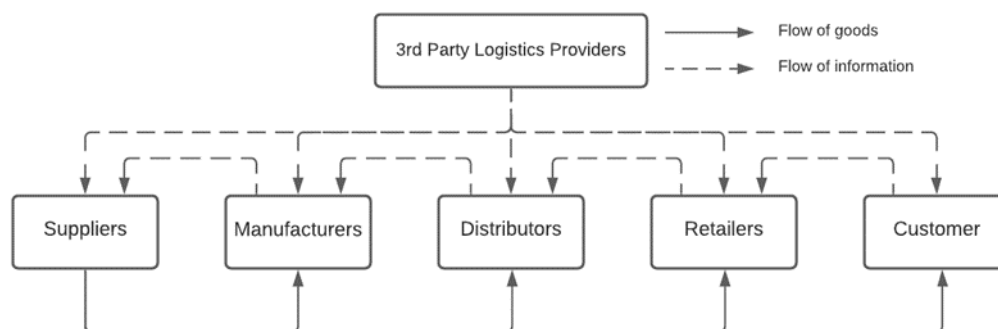 3rd Party Logistics Providers
Flow of goods
Flow of information
Suppliers
Manufacturers
Distributors
Retailers
Customer